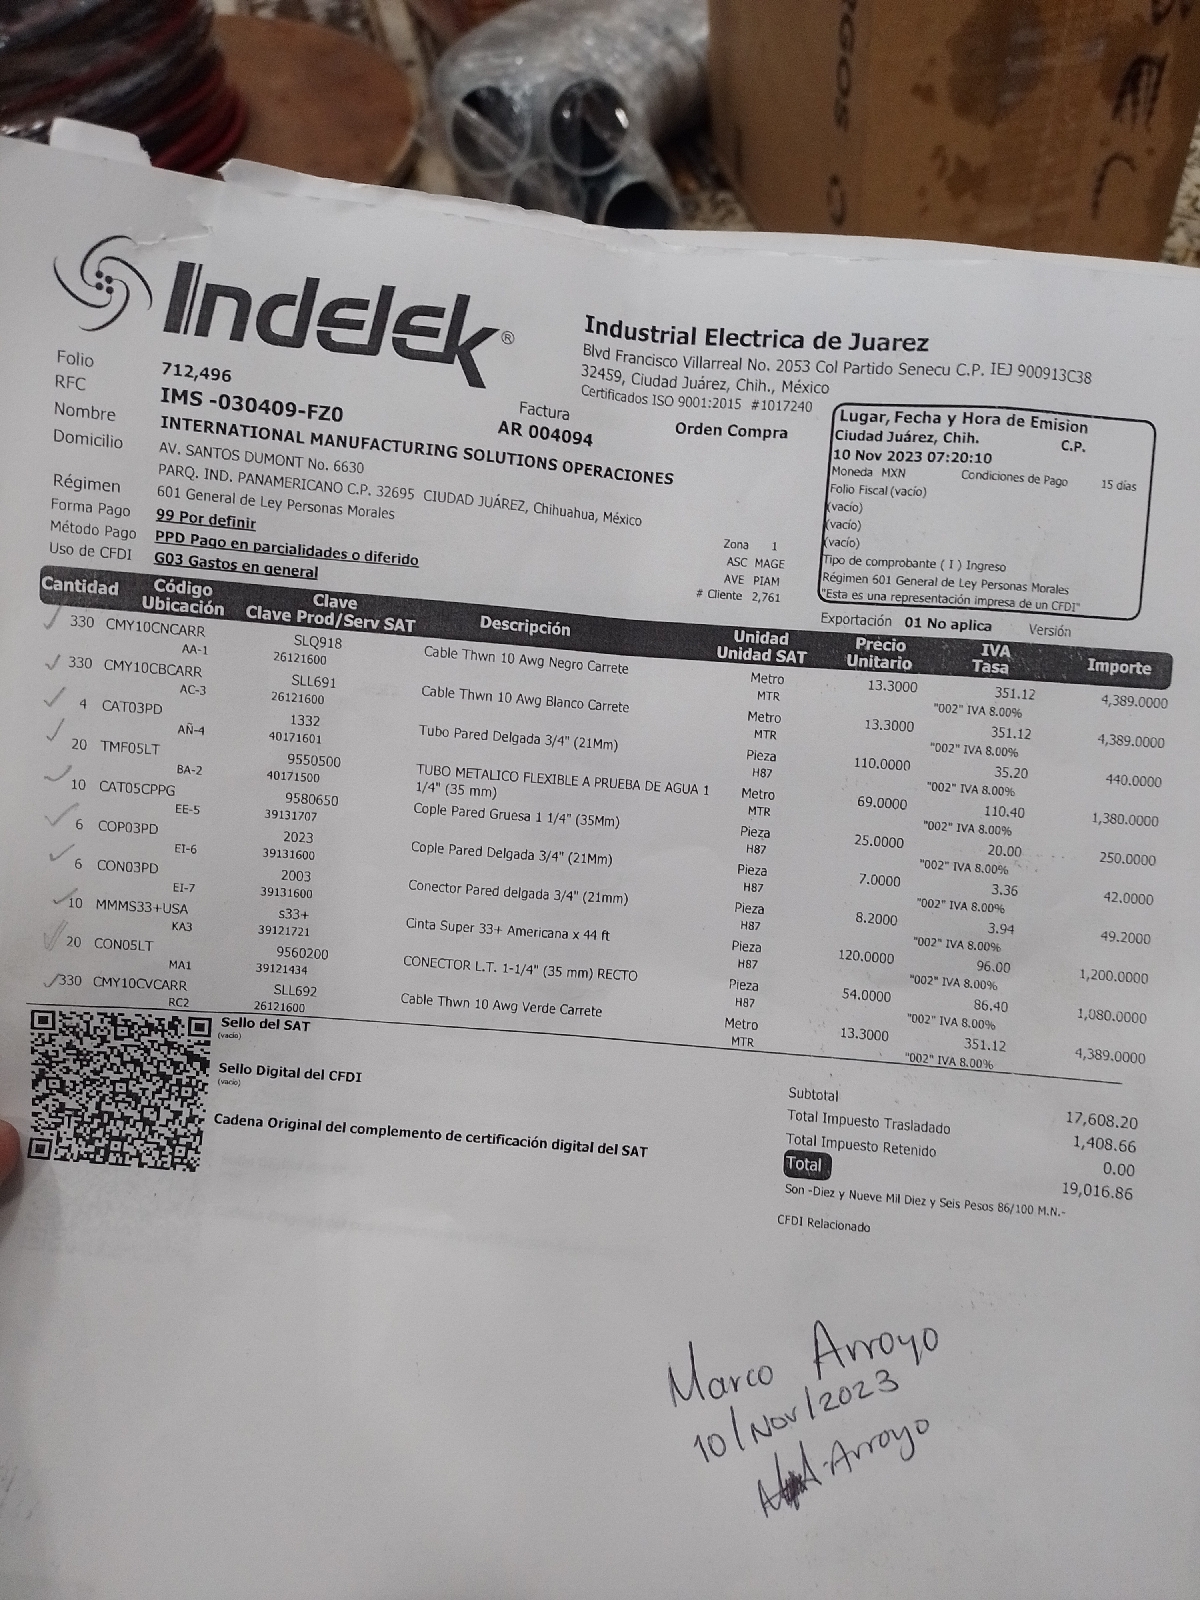 Indelek®
Industrial Electrica de Juarez
Blvd Francisco Villarreal No. 2053 Col Partido Senecu C.P. IEJ 900913C38
32459, Ciudad Juárez, Chih., México
Certificados ISO 9001:2015 #1017240
Folio 712,496
RFC IMS -030409-FZ0
Factura
AR 004094
Orden Compra
Nombre INTERNATIONAL MANUFACTURING SOLUTIONS OPERACIONES
Domicilio AV. SANTOS DUMONT No. 6630
PARQ. IND. PANAMERICANO C.P. 32695 CIUDAD JUÁREZ, Chihuahua, México
Régimen 601 General de Ley Personas Morales
Forma Pago 99 Por definir
Método Pago PPD Pago en parcialidades o diferido
Uso de CFDI G03 Gastos en general
Zona 1
ASC MAGE
AVE PIAM
# Cliente 2,761
Lugar, Fecha y Hora de Emision
Ciudad Juárez, Chih. C.P.
10 Nov 2023 07:20:10
Moneda MXN Condiciones de Pago 15 dias
Folio Fiscal (vacío)
(vacío)
(vacío)
(vacío)
Tipo de comprobante ( I ) Ingreso
Régimen 601 General de Ley Personas Morales
"Esta es una representación impresa de un CFDI"
Exportación 01 No aplica Versión
Cantidad Código Clave Descripción Unidad Precio IVA Importe
Ubicación Clave Prod/Serv SAT Unidad SAT Unitario Tasa
330 CMY10CNCARR SLQ918 Cable Thwn 10 Awg Negro Carrete Metro 13.3000 351.12 4,389.0000
AA-1 26121600 MTR "002" IVA 8.00%
330 CMY10CBCARR SLL691 Cable Thwn 10 Awg Blanco Carrete Metro 13.3000 351.12 4,389.0000
AC-3 26121600 MTR "002" IVA 8.00%
4 CAT03PD 1332 Tubo Pared Delgada 3/4" (21Mm) Pieza 110.0000 35.20 440.0000
AÑ-4 40171601 H87 "002" IVA 8.00%
20 TMF05LT 9550500 TUBO METALICO FLEXIBLE A PRUEBA DE AGUA 1 Metro 69.0000 110.40 1,380.0000
BA-2 40171500 1/4" (35 mm) MTR "002" IVA 8.00%
10 CAT05CPPG 9580650 Cople Pared Gruesa 1 1/4" (35Mm) Pieza 25.0000 20.00 250.0000
EE-5 39131707 H87 "002" IVA 8.00%
6 COP03PD 2023 Cople Pared Delgada 3/4" (21Mm) Pieza 7.0000 3.36 42.0000
EI-6 39131600 H87 "002" IVA 8.00%
6 CON03PD 2003 Conector Pared delgada 3/4" (21mm) Pieza 8.2000 3.94 49.2000
EI-7 39131600 H87 "002" IVA 8.00%
10 MMMS33+USA s33+ Cinta Super 33+ Americana x 44 ft Pieza 120.0000 96.00 1,200.0000
KA3 39121721 H87 "002" IVA 8.00%
20 CON05LT 9560200 CONECTOR L.T. 1-1/4" (35 mm) RECTO Pieza 54.0000 86.40 1,080.0000
MA1 39121434 H87 "002" IVA 8.00%
330 CMY10CVCARR SLL692 Cable Thwn 10 Awg Verde Carrete Metro 13.3000 351.12 4,389.0000
RC2 26121600 MTR "002" IVA 8.00%
Sello del SAT
(vacío)
Sello Digital del CFDI
(vacío)
Cadena Original del complemento de certificación digital del SAT
Subtotal 17,608.20
Total Impuesto Trasladado 1,408.66
Total Impuesto Retenido 0.00
Total 19,016.86
Son -Diez y Nueve Mil Diez y Seis Pesos 86/100 M.N.-
CFDI Relacionado
Marco Arroyo
10/Nov/2023
Arroyo